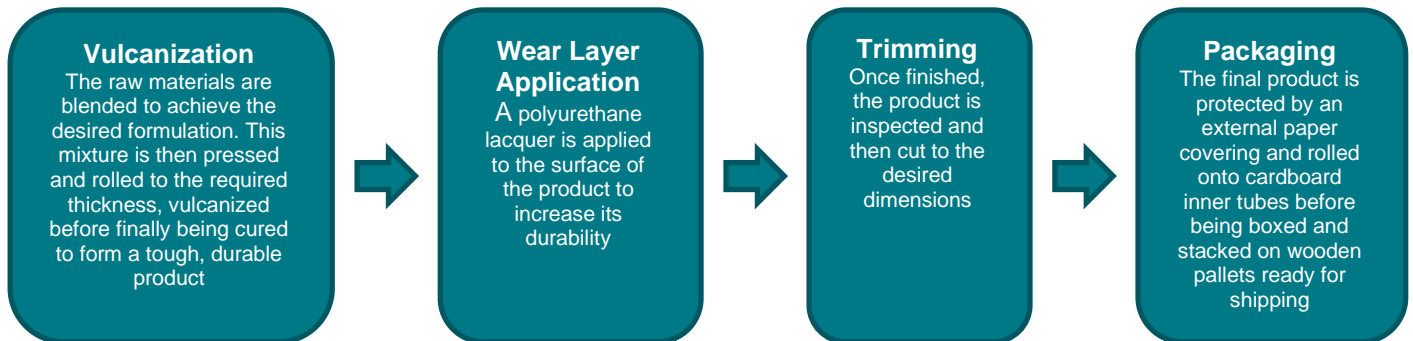 Vulcanization
The raw materials are
blended to achieve the
desired formulation. This
mixture is then pressed
and rolled to the required
thickness, vulcanized
before finally being cured
to form a tough, durable
product
Wear Layer
Application
A polyurethane
lacquer is applied
to the surface of
the product to
increase its
durability
Trimming
Once finished,
the product is
inspected and
then cut to the
desired
dimensions
Packaging
The final product is
protected by an
external paper
covering and rolled
onto cardboard
inner tubes before
being boxed and
stacked on wooden
pallets ready for
shipping